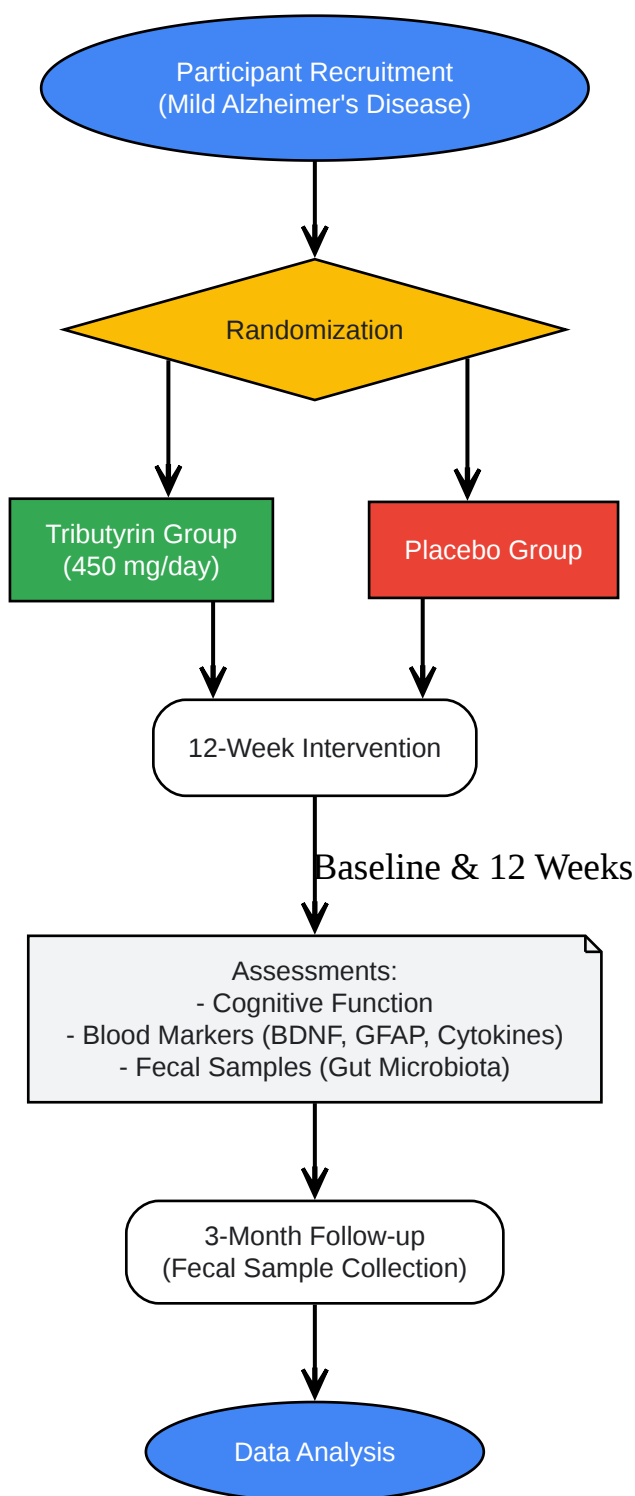 Participant Recruitment
(Mild Alzheimer's Disease)
Randomization
Tributyrin Group
(450 mg/day)
Placebo Group
12-Week Intervention
Baseline & 12 Weeks
Assessments:
- Cognitive Function
- Blood Markers (BDNF, GFAP, Cytokines)
- Fecal Samples (Gut Microbiota)
3-Month Follow-up
(Fecal Sample Collection)
Data Analysis